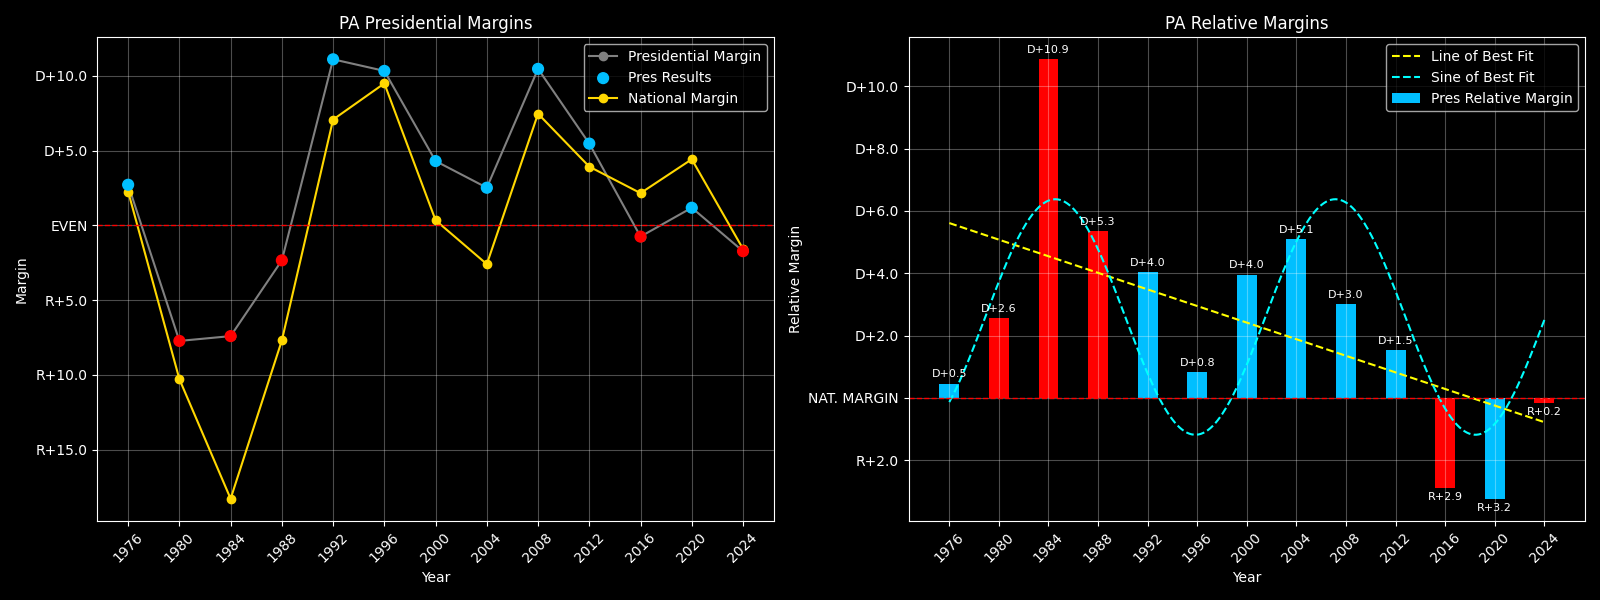 PA Presidential Margins
D+10.0
D+5.0
EVEN
R+5.0
R+10.0
R+15.0
Margin
1976
1980
1984
1988
1992
1996
2000
2004
2008
2012
2016
2020
2024
Year
Presidential Margin
Pres Results
National Margin
PA Relative Margins
D+10.0
D+8.0
D+6.0
D+4.0
D+2.0
NAT. MARGIN
R+2.0
Relative Margin
D+0.5
D+2.6
D+10.9
D+5.3
D+4.0
D+0.8
D+4.0
D+5.1
D+3.0
D+1.5
R+2.9
R+3.2
R+0.2
1976
1980
1984
1988
1992
1996
2000
2004
2008
2012
2016
2020
2024
Year
Line of Best Fit
Sine of Best Fit
Pres Relative Margin